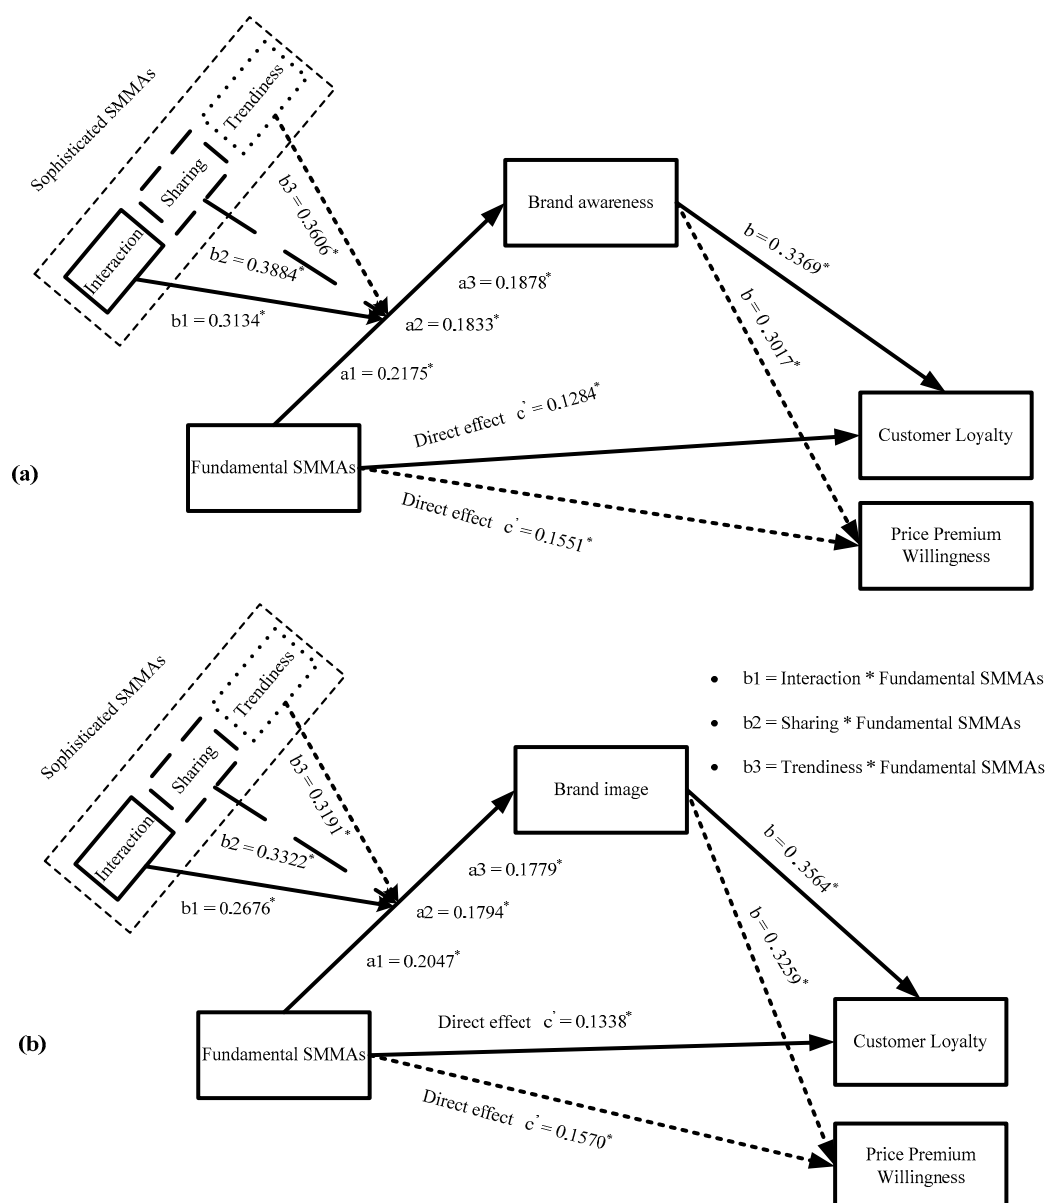 Sophisticated SMMAs
Trendiness
Sharing
Interaction
b3 = 0.3606*
b2 = 0.3884*
b1 = 0.3134*
Brand awareness
a3 = 0.1878*
a2 = 0.1833*
a1 = 0.2175*
b = 0.3369*
b = 0.3017*
Direct effect c' = 0.1284*
Direct effect c' = 0.1551*
Fundamental SMMAs
Customer Loyalty
Price Premium
Willingness
(a)
Sophisticated SMMAs
Trendiness
Sharing
Interaction
b3 = 0.3191*
b2 = 0.3322*
b1 = 0.2676*
• b1 = Interaction * Fundamental SMMAs
• b2 = Sharing * Fundamental SMMAs
• b3 = Trendiness * Fundamental SMMAs
Brand image
a3 = 0.1779*
a2 = 0.1794*
a1 = 0.2047*
b = 0.3564*
b = 0.3259*
Direct effect c' = 0.1338*
Direct effect c' = 0.1570*
Fundamental SMMAs
Customer Loyalty
Price Premium
Willingness
(b)